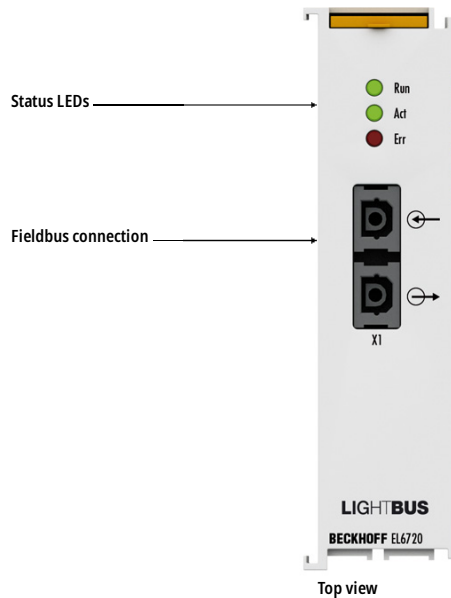 Run
Status LEDs
Act
Err
Fieldbus connection
X1
LIGHTBUS
BECKHOFF EL6720
Top view